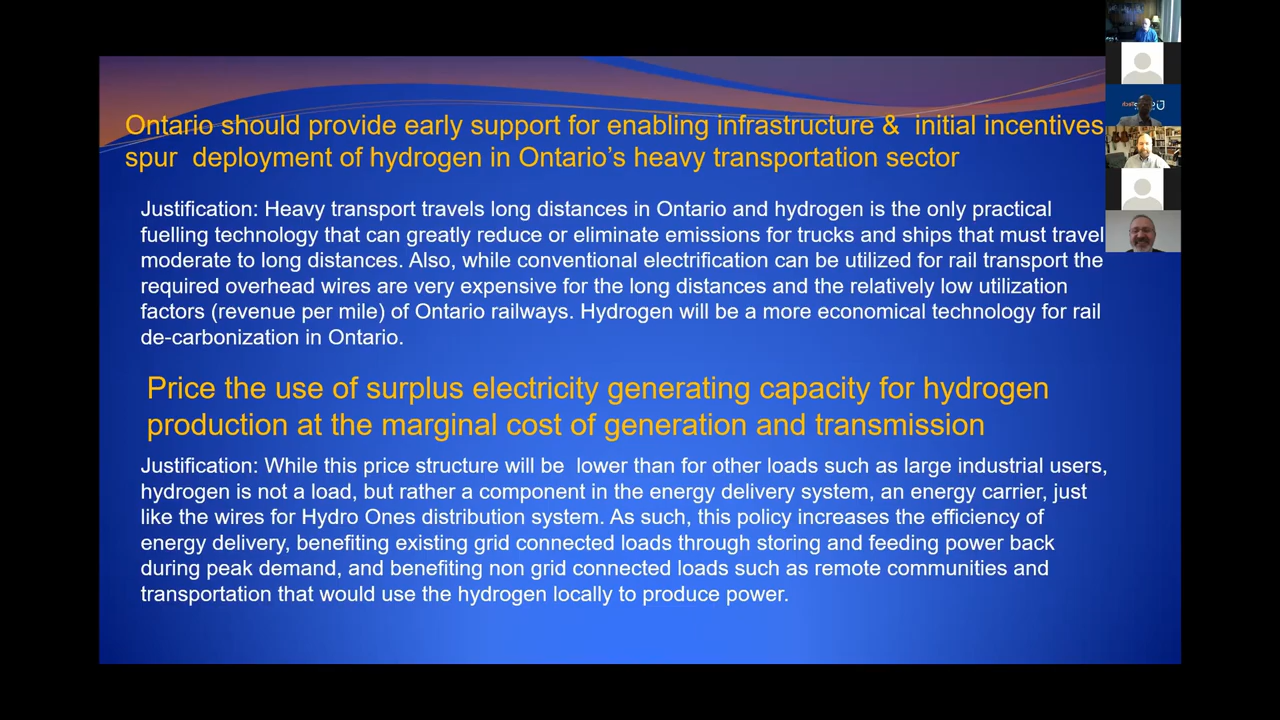 Ontario should provide early support for enabling infrastructure & initial incentives
spur deployment of hydrogen in Ontario's heavy transportation sector
Justification: Heavy transport travels long distances in Ontario and hydrogen is the only practical
fuelling technology that can greatly reduce or eliminate emissions for trucks and ships that must travel
moderate to long distances. Also, while conventional electrification can be utilized for rail transport the
required overhead wires are very expensive for the long distances and the relatively low utilization
factors (revenue per mile) of Ontario railways. Hydrogen will be a more economical technology for rail
de-carbonization in Ontario.
Price the use of surplus electricity generating capacity for hydrogen
production at the marginal cost of generation and transmission
Justification: While this price structure will be lower than for other loads such as large industrial users,
hydrogen is not a load, but rather a component in the energy delivery system, an energy carrier, just
like the wires for Hydro Ones distribution system. As such, this policy increases the efficiency of
energy delivery, benefiting existing grid connected loads through storing and feeding power back
during peak demand, and benefiting non grid connected loads such as remote communities and
transportation that would use the hydrogen locally to produce power.